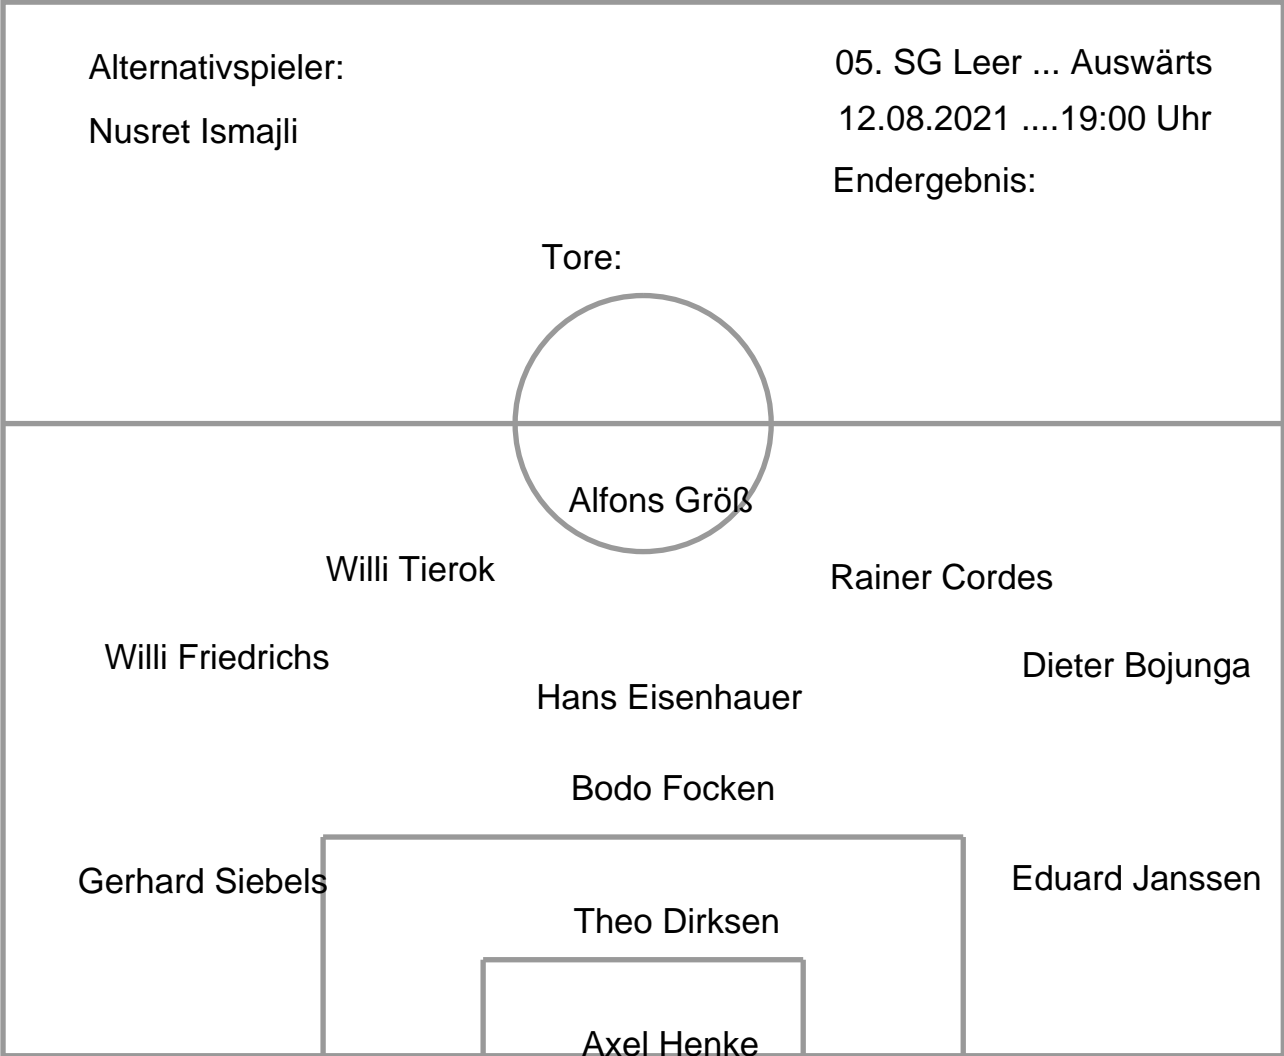 Alternativspieler:
Nusret Ismajli
05. SG Leer ... Auswärts
12.08.2021 ....19:00 Uhr
Endergebnis:
Tore:
Alfons Größ
Willi Tierok
Rainer Cordes
Willi Friedrichs
Dieter Bojunga
Hans Eisenhauer
Bodo Focken
Gerhard Siebels
Eduard Janssen
Theo Dirksen
Axel Henke